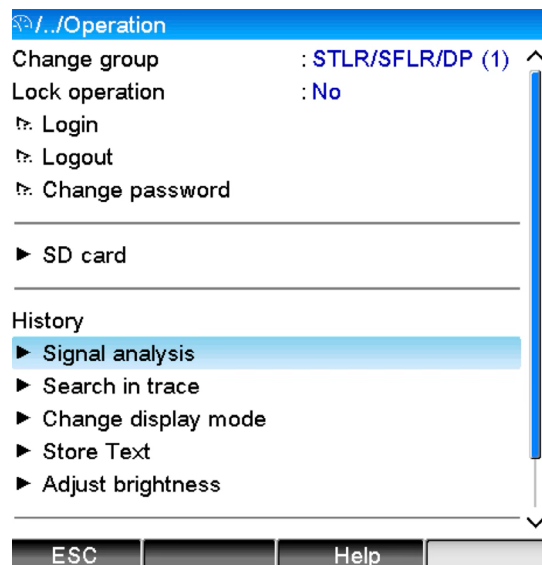 /../Operation
Change group : STLR/SFLR/DP (1)
Lock operation : No
Login
Logout
Change password
SD card
History
Signal analysis
Search in trace
Change display mode
Store Text
Adjust brightness
ESC Help